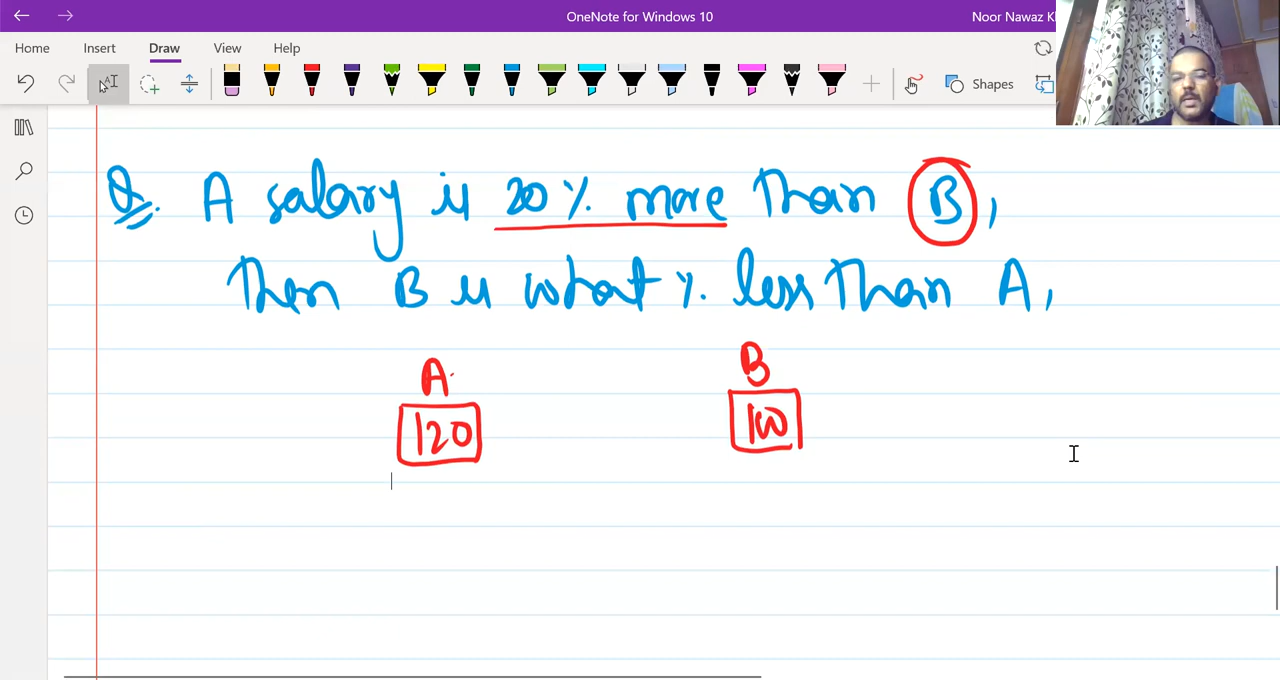 OneNote for Windows 10
Noor Nawaz Kh
Home Insert Draw View Help
Shapes
Q. A salary is 20% more than B,
Then B is what % less than A,
A B
120 100